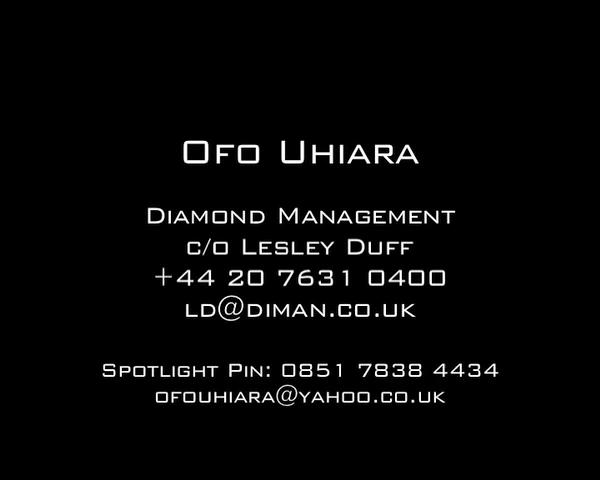 Ofo Uhiara
Diamond Management
c/o Lesley Duff
+44 20 7631 0400
ld@diman.co.uk
Spotlight Pin: 0851 7838 4434
ofouhiara@yahoo.co.uk